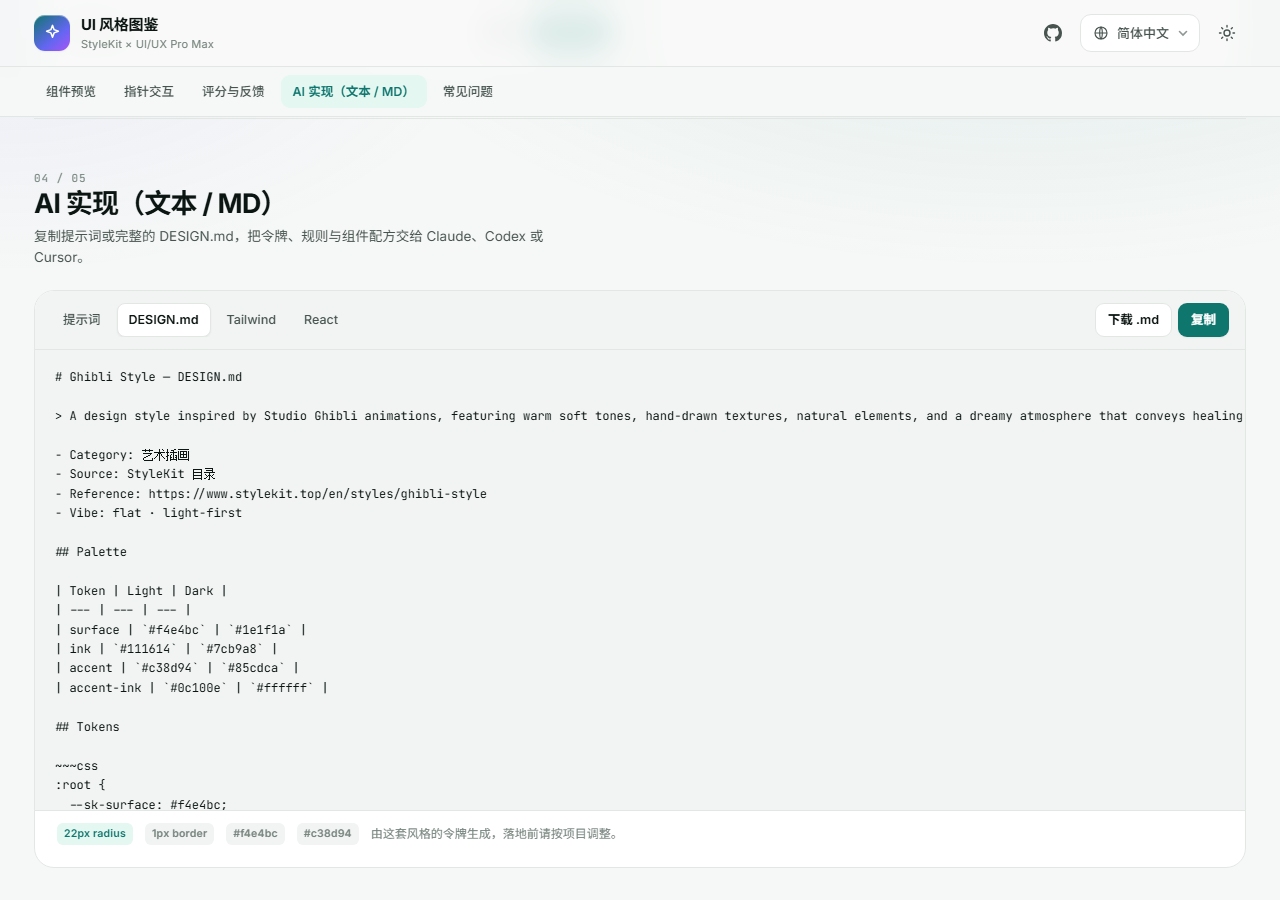 UI 风格图鉴
StyleKit × UI/UX Pro Max
简体中文
组件预览
指针交互
评分与反馈
AI 实现（文本 / MD）
常见问题
04 / 05
AI 实现（文本 / MD）
复制提示词或完整的 DESIGN.md，把令牌、规则与组件配方交给 Claude、Codex 或
Cursor。
提示词
DESIGN.md
Tailwind
React
下载 .md
复制
# Ghibli Style — DESIGN.md
> A design style inspired by Studio Ghibli animations, featuring warm soft tones, hand-drawn textures, natural elements, and a dreamy atmosphere that conveys healing
- Category: 艺术插画
- Source: StyleKit 目录
- Reference: https://www.stylekit.top/en/styles/ghibli-style
- Vibe: flat · light-first
## Palette
| Token | Light | Dark |
| --- | --- | --- |
| surface | `#f4e4bc` | `#1e1f1a` |
| ink | `#111614` | `#7cb9a8` |
| accent | `#c38d94` | `#85cdca` |
| accent-ink | `#0c100e` | `#ffffff` |
## Tokens
~~~css
:root {
--sk-surface: #f4e4bc;
22px radius
1px border
#f4e4bc
#c38d94
由这套风格的令牌生成，落地前请按项目调整。